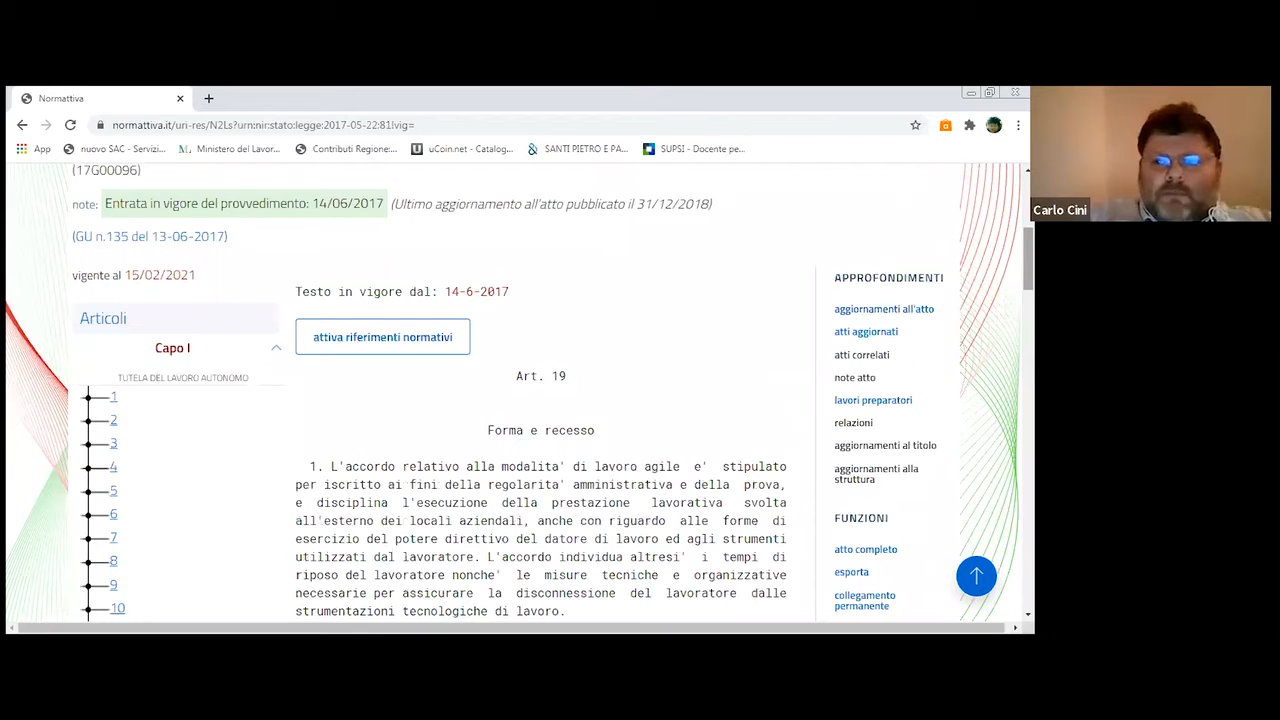 Normattiva
normattiva.it/uri-res/N2Ls?urn:nir:stato:legge:2017-05-22:81!vig=
App
nuovo SAC - Servizi...
Ministero del Lavor...
Contributi Regione:...
uCoin.net - Catalog...
SANTI PIETRO E PA...
SUPSI - Docente pe...
Carlo Cini
(17G00096)
note: Entrata in vigore del provvedimento: 14/06/2017 (Ultimo aggiornamento all'atto pubblicato il 31/12/2018)
(GU n.135 del 13-06-2017)
vigente al 15/02/2021
Articoli
Capo I
TUTELA DEL LAVORO AUTONOMO
1
2
3
4
5
6
7
8
9
10
Testo in vigore dal: 14-6-2017
attiva riferimenti normativi
Art. 19
Forma e recesso
1. L'accordo relativo alla modalita' di lavoro agile e' stipulato
per iscritto ai fini della regolarita' amministrativa e della prova,
e disciplina l'esecuzione della prestazione lavorativa svolta
all'esterno dei locali aziendali, anche con riguardo alle forme di
esercizio del potere direttivo del datore di lavoro ed agli strumenti
utilizzati dal lavoratore. L'accordo individua altresi' i tempi di
riposo del lavoratore nonche' le misure tecniche e organizzative
necessarie per assicurare la disconnessione del lavoratore dalle
strumentazioni tecnologiche di lavoro.
APPROFONDIMENTI
aggiornamenti all'atto
atti aggiornati
atti correlati
note atto
lavori preparatori
relazioni
aggiornamenti al titolo
aggiornamenti alla
struttura
FUNZIONI
atto completo
esporta
collegamento
permanente